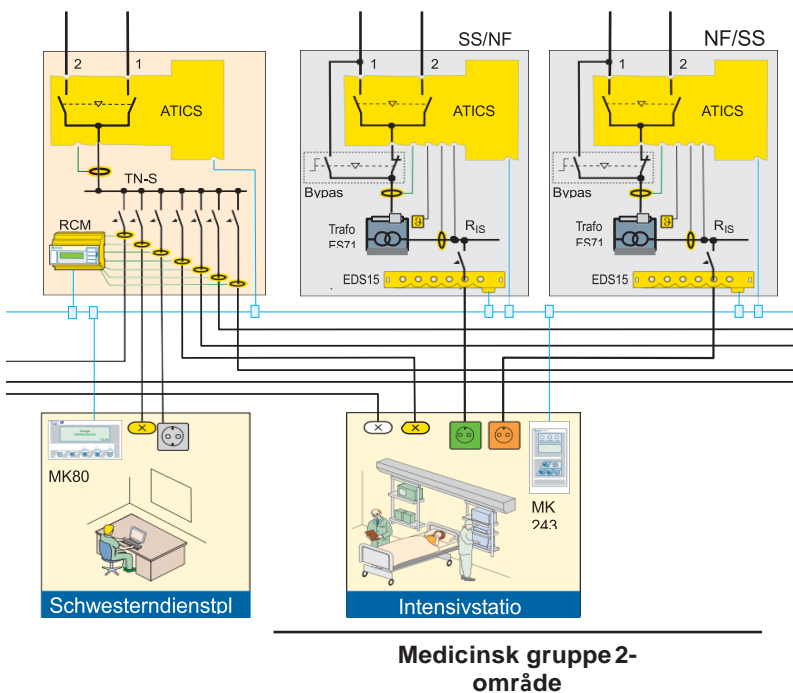 SS/NF
NF/SS
2 1
ATICS
1 2
ATICS
1 2
ATICS
TN-S
RCM
Bypas
Trafo
ES71
RIS
EDS15
Bypas
Trafo
ES71
RIS
EDS15
MK80
MK
243
Schwesterndienstpl
Intensivstatio
Medicinsk gruppe 2-
område